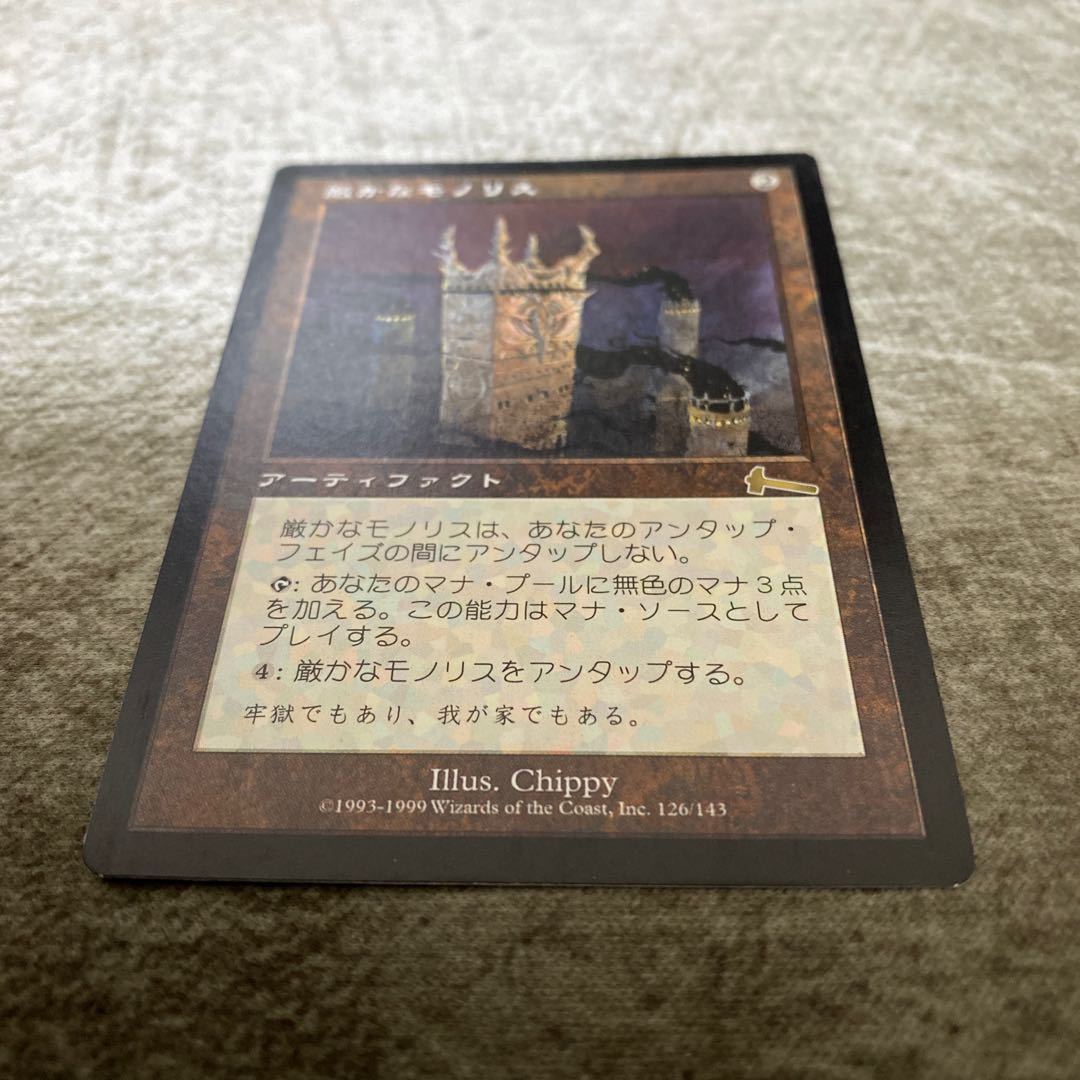 厳かなモノリス
2
アーティファクト
厳かなモノリスは、あなたのアンタップ・
フェイズの間にアンタップしない。
: あなたのマナ・プールに無色のマナ３点
を加える。この能力はマナ・ソースとして
プレイする。
4: 厳かなモノリスをアンタップする。
牢獄でもあり、我が家でもある。
Illus. Chippy
©1993-1999 Wizards of the Coast, Inc. 126/143